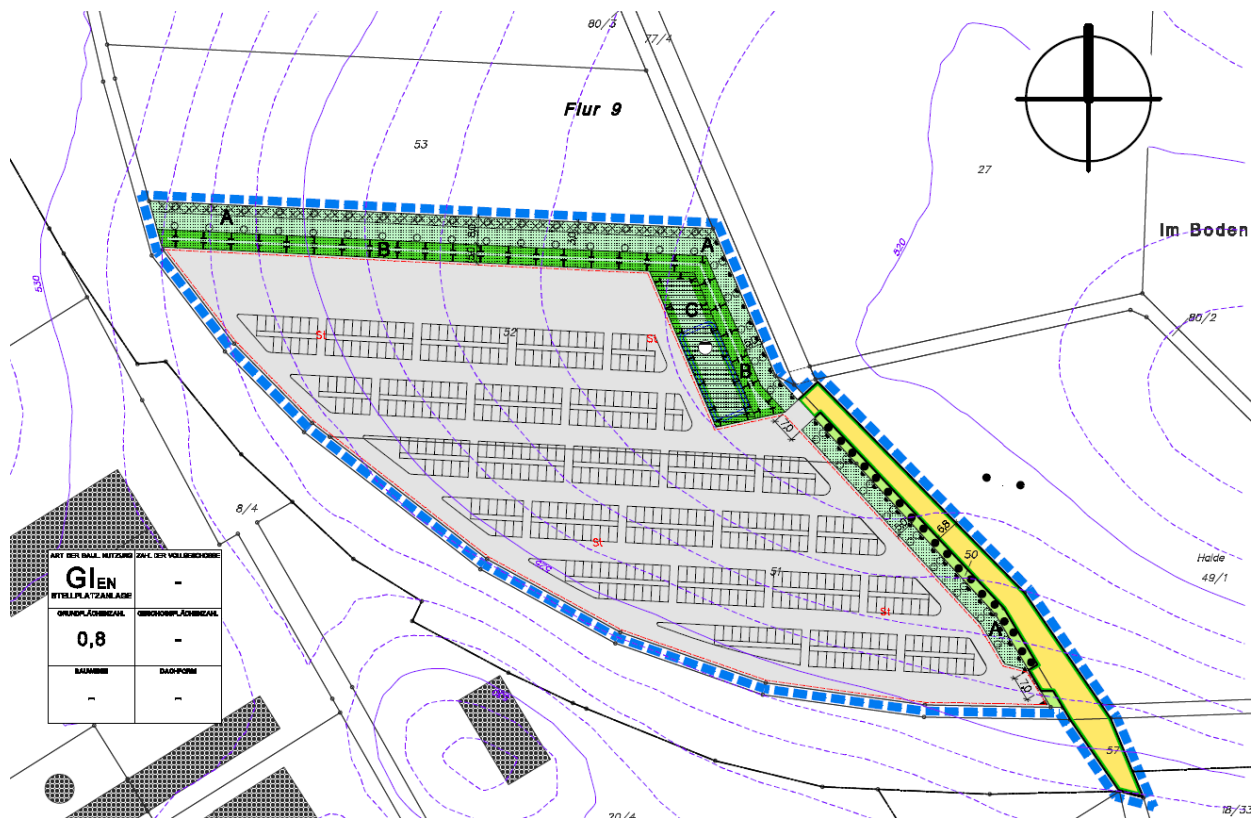 80/3
77/4
Flur 9
53
27
Im Boden
A
A
B
530
520
80/2
C
52
St
St
B
7.0
8/4
6.8
50
Haide
49/1
ART DER BAUL. NUTZUNG
ZAHL DER VOLLGESCHOSSE
GIEN
STELLPLATZANLAGE
-
GRUNDFLÄCHENZAHL
GESCHOSSFLÄCHENZAHL
0,8
-
BAUWEISE
DACHFORM
-
-
St
51
St
A
7.0
57
20/4
18/33